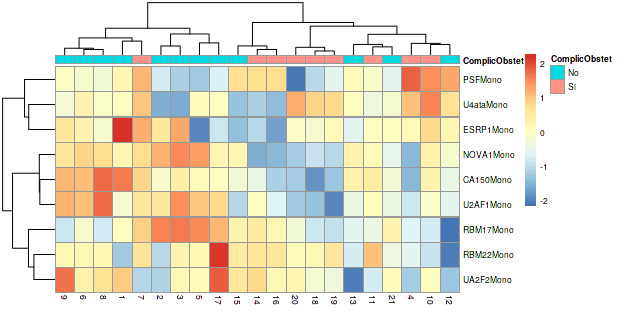 ComplicObstet
ComplicObstet
No
Si
PSFMono
U4ataMono
ESRP1Mono
NOVA1Mono
CA150Mono
U2AF1Mono
RBM17Mono
RBM22Mono
UA2F2Mono
2
1
0
-1
-2
9 6 8 1 7 2 3 5 17 15 14 16 20 18 19 13 11 21 4 10 12